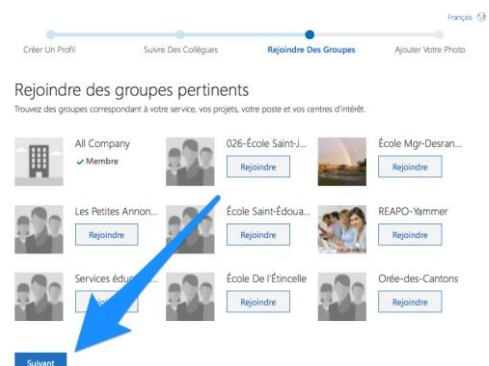 Français
Créer Un Profil
Suivre Des Collègues
Rejoindre Des Groupes
Ajouter Votre Photo
Rejoindre des groupes pertinents
Trouvez des groupes correspondant à votre service, vos projets, votre poste et vos centres d'intérêt.
All Company
Membre
026-École Saint-J...
Rejoindre
École Mgr-Desran...
Rejoindre
Les Petites Annon...
Rejoindre
École Saint-Édoua...
Rejoindre
REAPO-Yammer
Rejoindre
Services
École De l'Étincelle
Rejoindre
Orée-des-Cantons
Rejoindre
Suivant